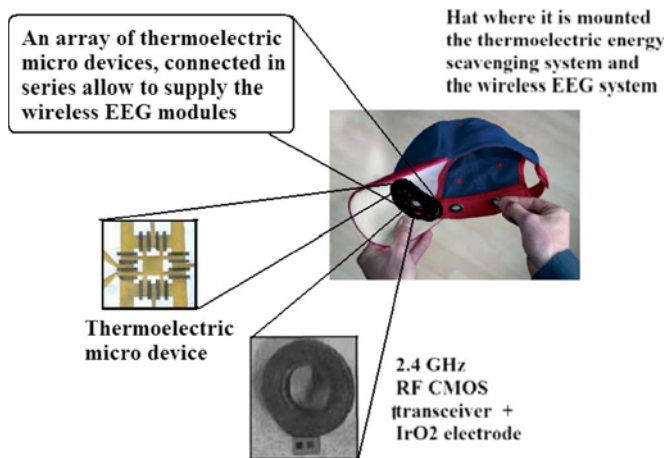 An array of thermoelectric
micro devices, connected in
series allow to supply the
wireless EEG modules
Hat where it is mounted
the thermoelectric energy
scavenging system and
the wireless EEG system
Thermoelectric
micro device
2.4 GHz
RF CMOS
transceiver +
IrO2 electrode